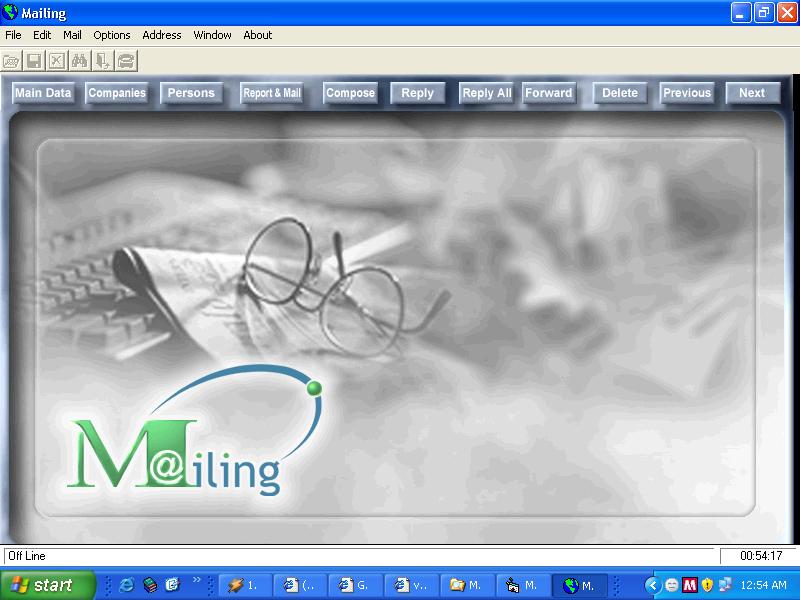 Mailing
File Edit Mail Options Address Window About
Main Data Companies Persons Report & Mail Compose Reply Reply All Forward Delete Previous Next
M@iling
Off Line 00:54:17
start 1. (.. G. v.. M. M. M. 12:54 AM